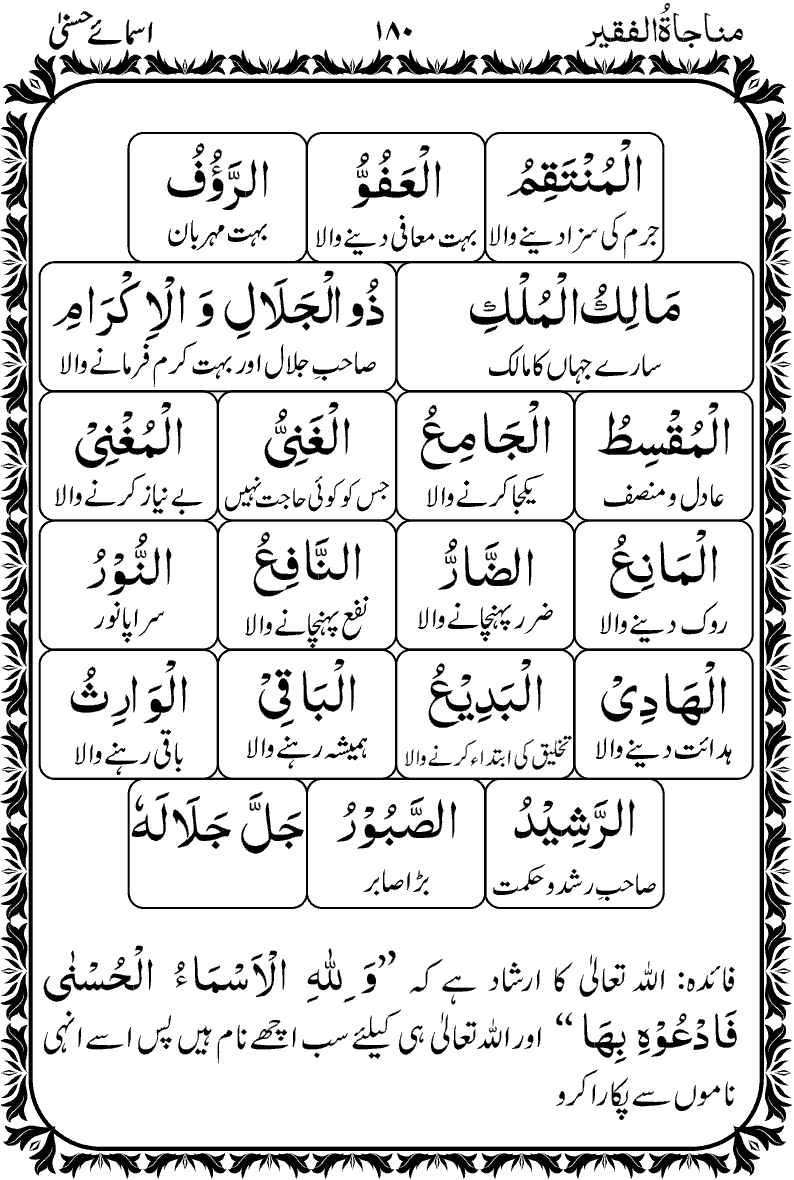 مناجاۃ الفقیر ۱۸۰ اسمائے حسنیٰ
اَلْمُنْتَقِمُ اَلْعَفُوُّ اَلرَّؤُفُ
جرم کی سزا دینے والا بہت معافی دینے والا بہت مہربان
مَالِكُ الْمُلْكِ ذُو الْجَلَالِ وَ الْاِكْرَامِ
سارے جہاں کا مالک صاحبِ جلال اور بہت کرم فرمانے والا
اَلْمُقْسِطُ اَلْجَامِعُ اَلْغَنِیُّ اَلْمُغْنِیْ
عادل و منصف یکجا کرنے والا جس کو کوئی حاجت نہیں بے نیاز کرنے والا
اَلْمَانِعُ اَلضَّارُّ اَلنَّافِعُ اَلنُّوْرُ
روک دینے والا ضرر پہنچانے والا نفع پہنچانے والا سراپا نور
اَلْهَادِیْ اَلْبَدِیْعُ اَلْبَاقِیْ اَلْوَارِثُ
ہدائت دینے والا تخلیق کی ابتداء کرنے والا ہمیشہ رہنے والا باقی رہنے والا
اَلرَّشِیْدُ اَلصَّبُوْرُ جَلَّ جَلَالَهٗ
صاحبِ رشد و حکمت بڑا صابر
فائدہ: اللہ تعالیٰ کا ارشاد ہے کہ ”وَ لِلّٰهِ الْاَسْمَاءُ الْحُسْنٰی
فَادْعُوْهِ بِهَا“ اور اللہ تعالیٰ ہی کیلئے سب اچھے نام ہیں پس اسے انہی
ناموں سے پکارا کرو